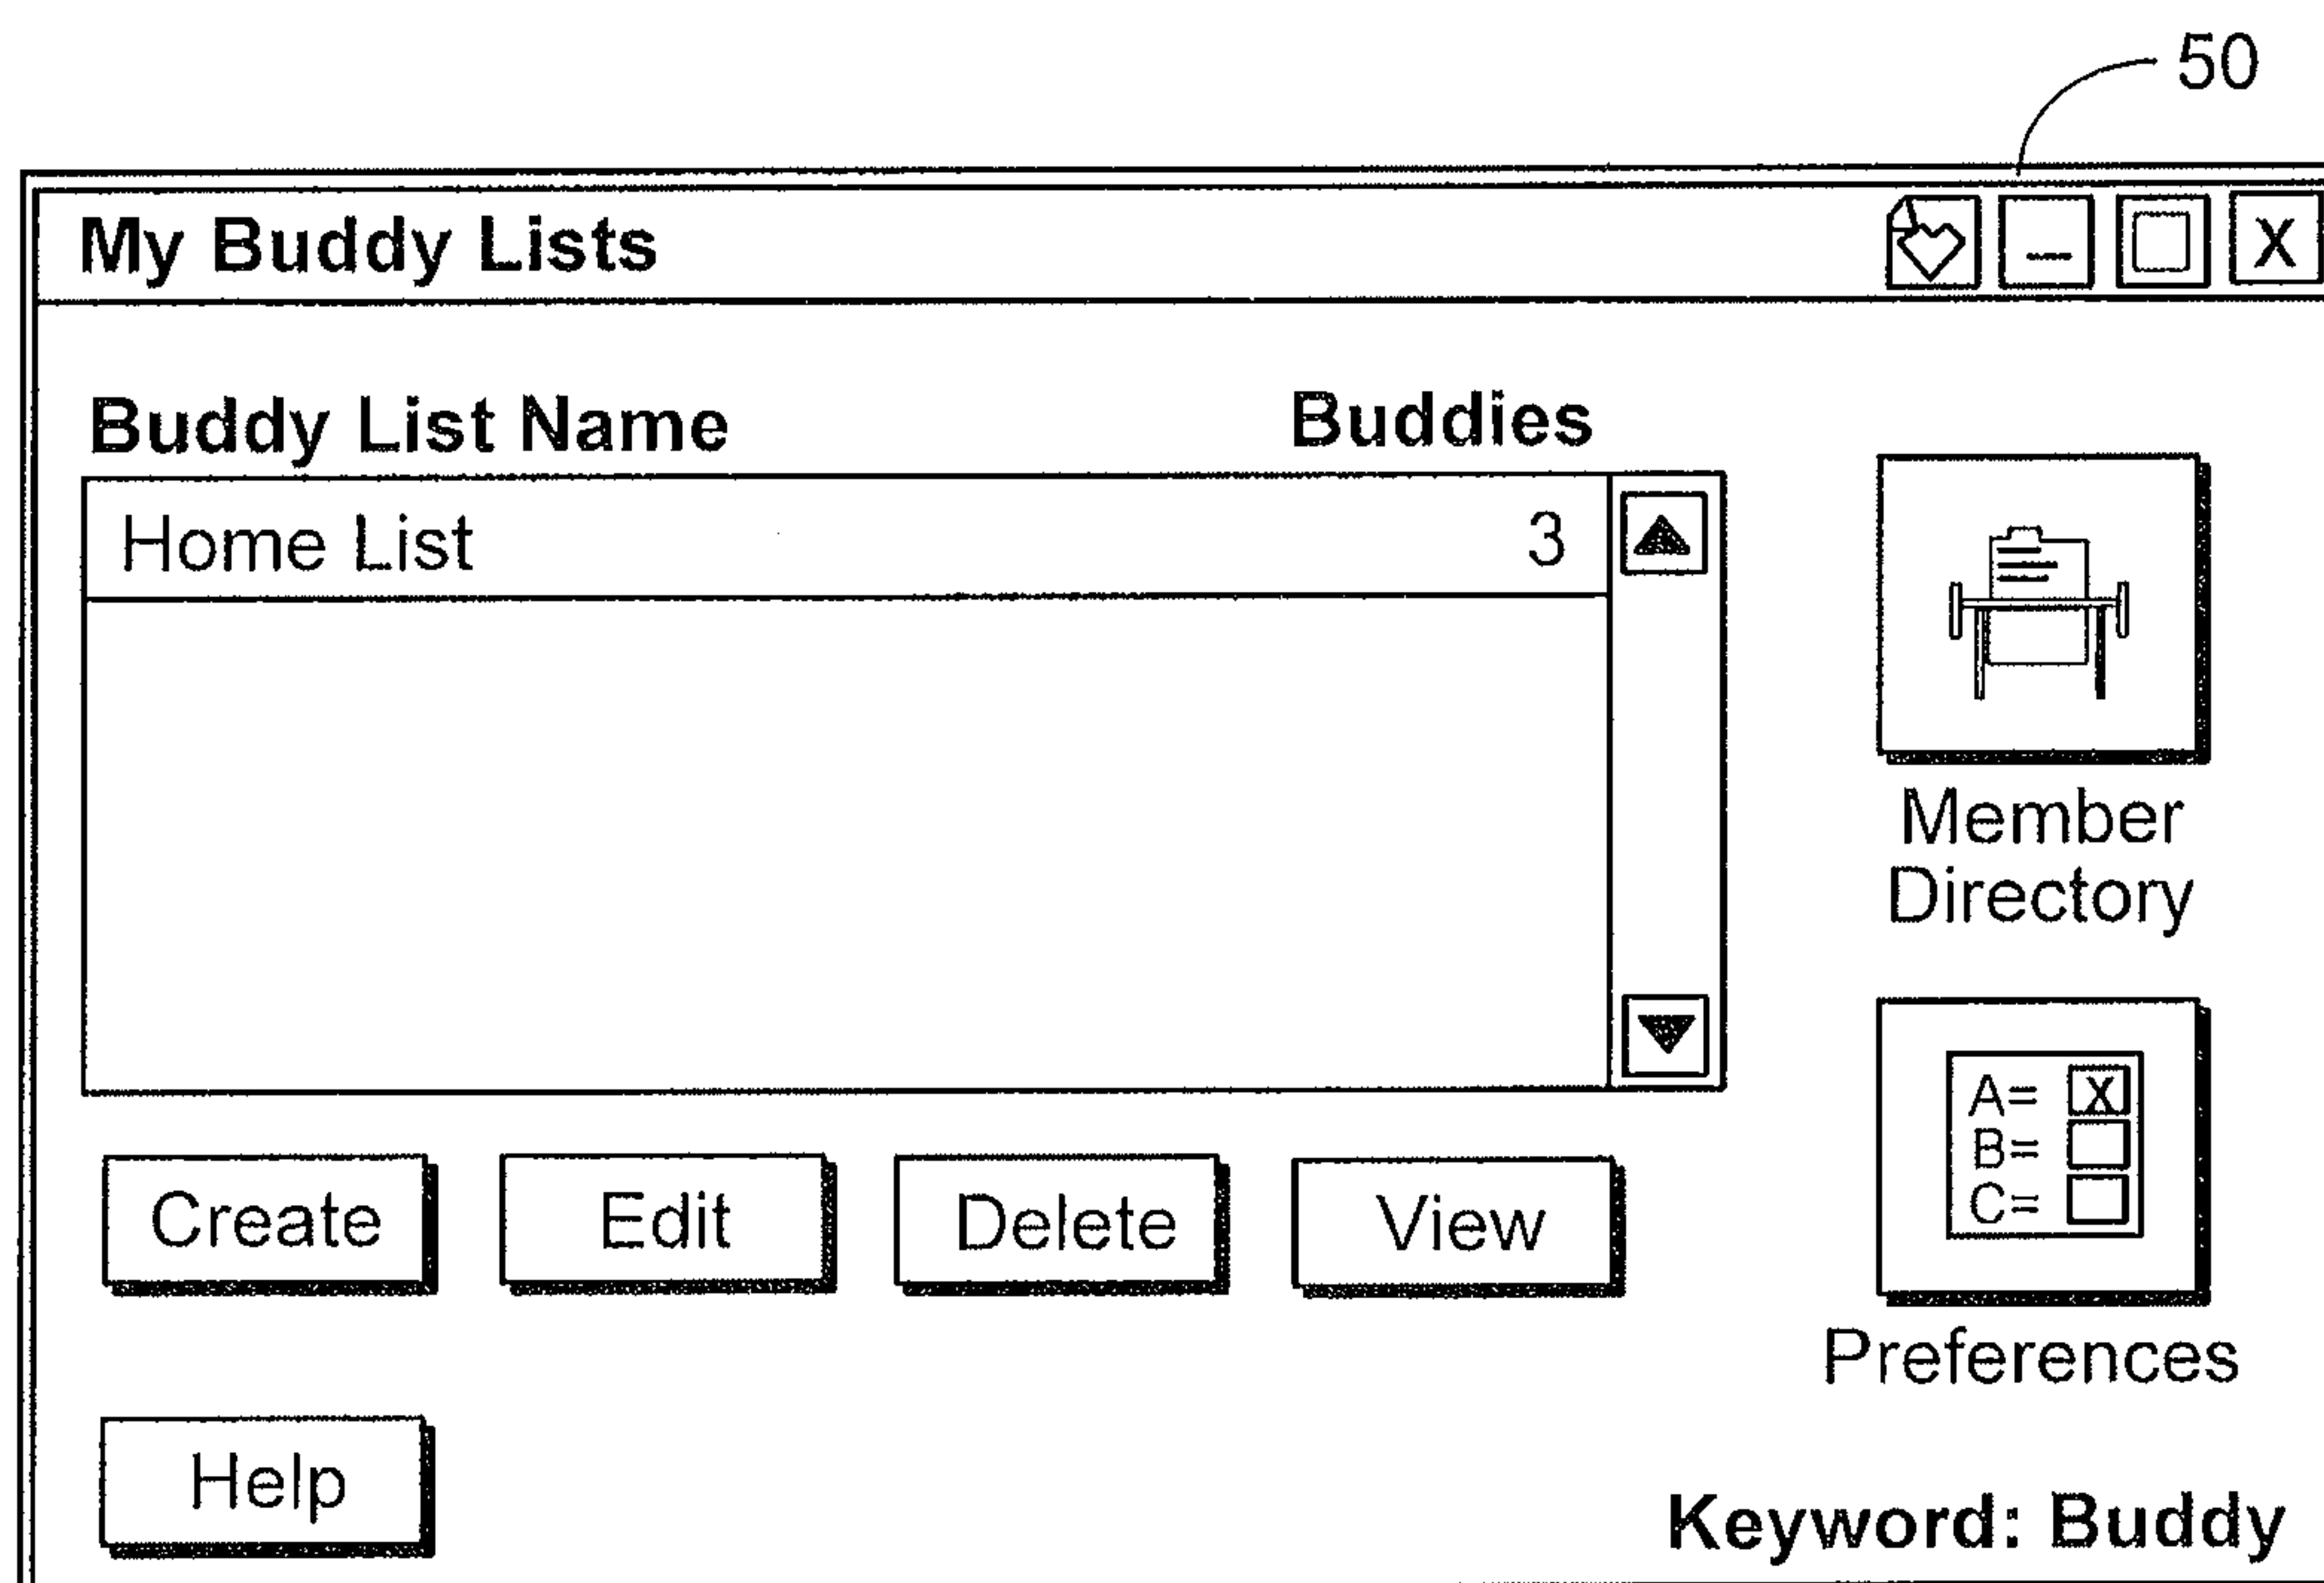 50
My Buddy Lists
X
Buddy List Name Buddies
Home List 3
Member
Directory
A= X
B=
C=
Create Edit Delete View
Preferences
Help
Keyword: Buddy